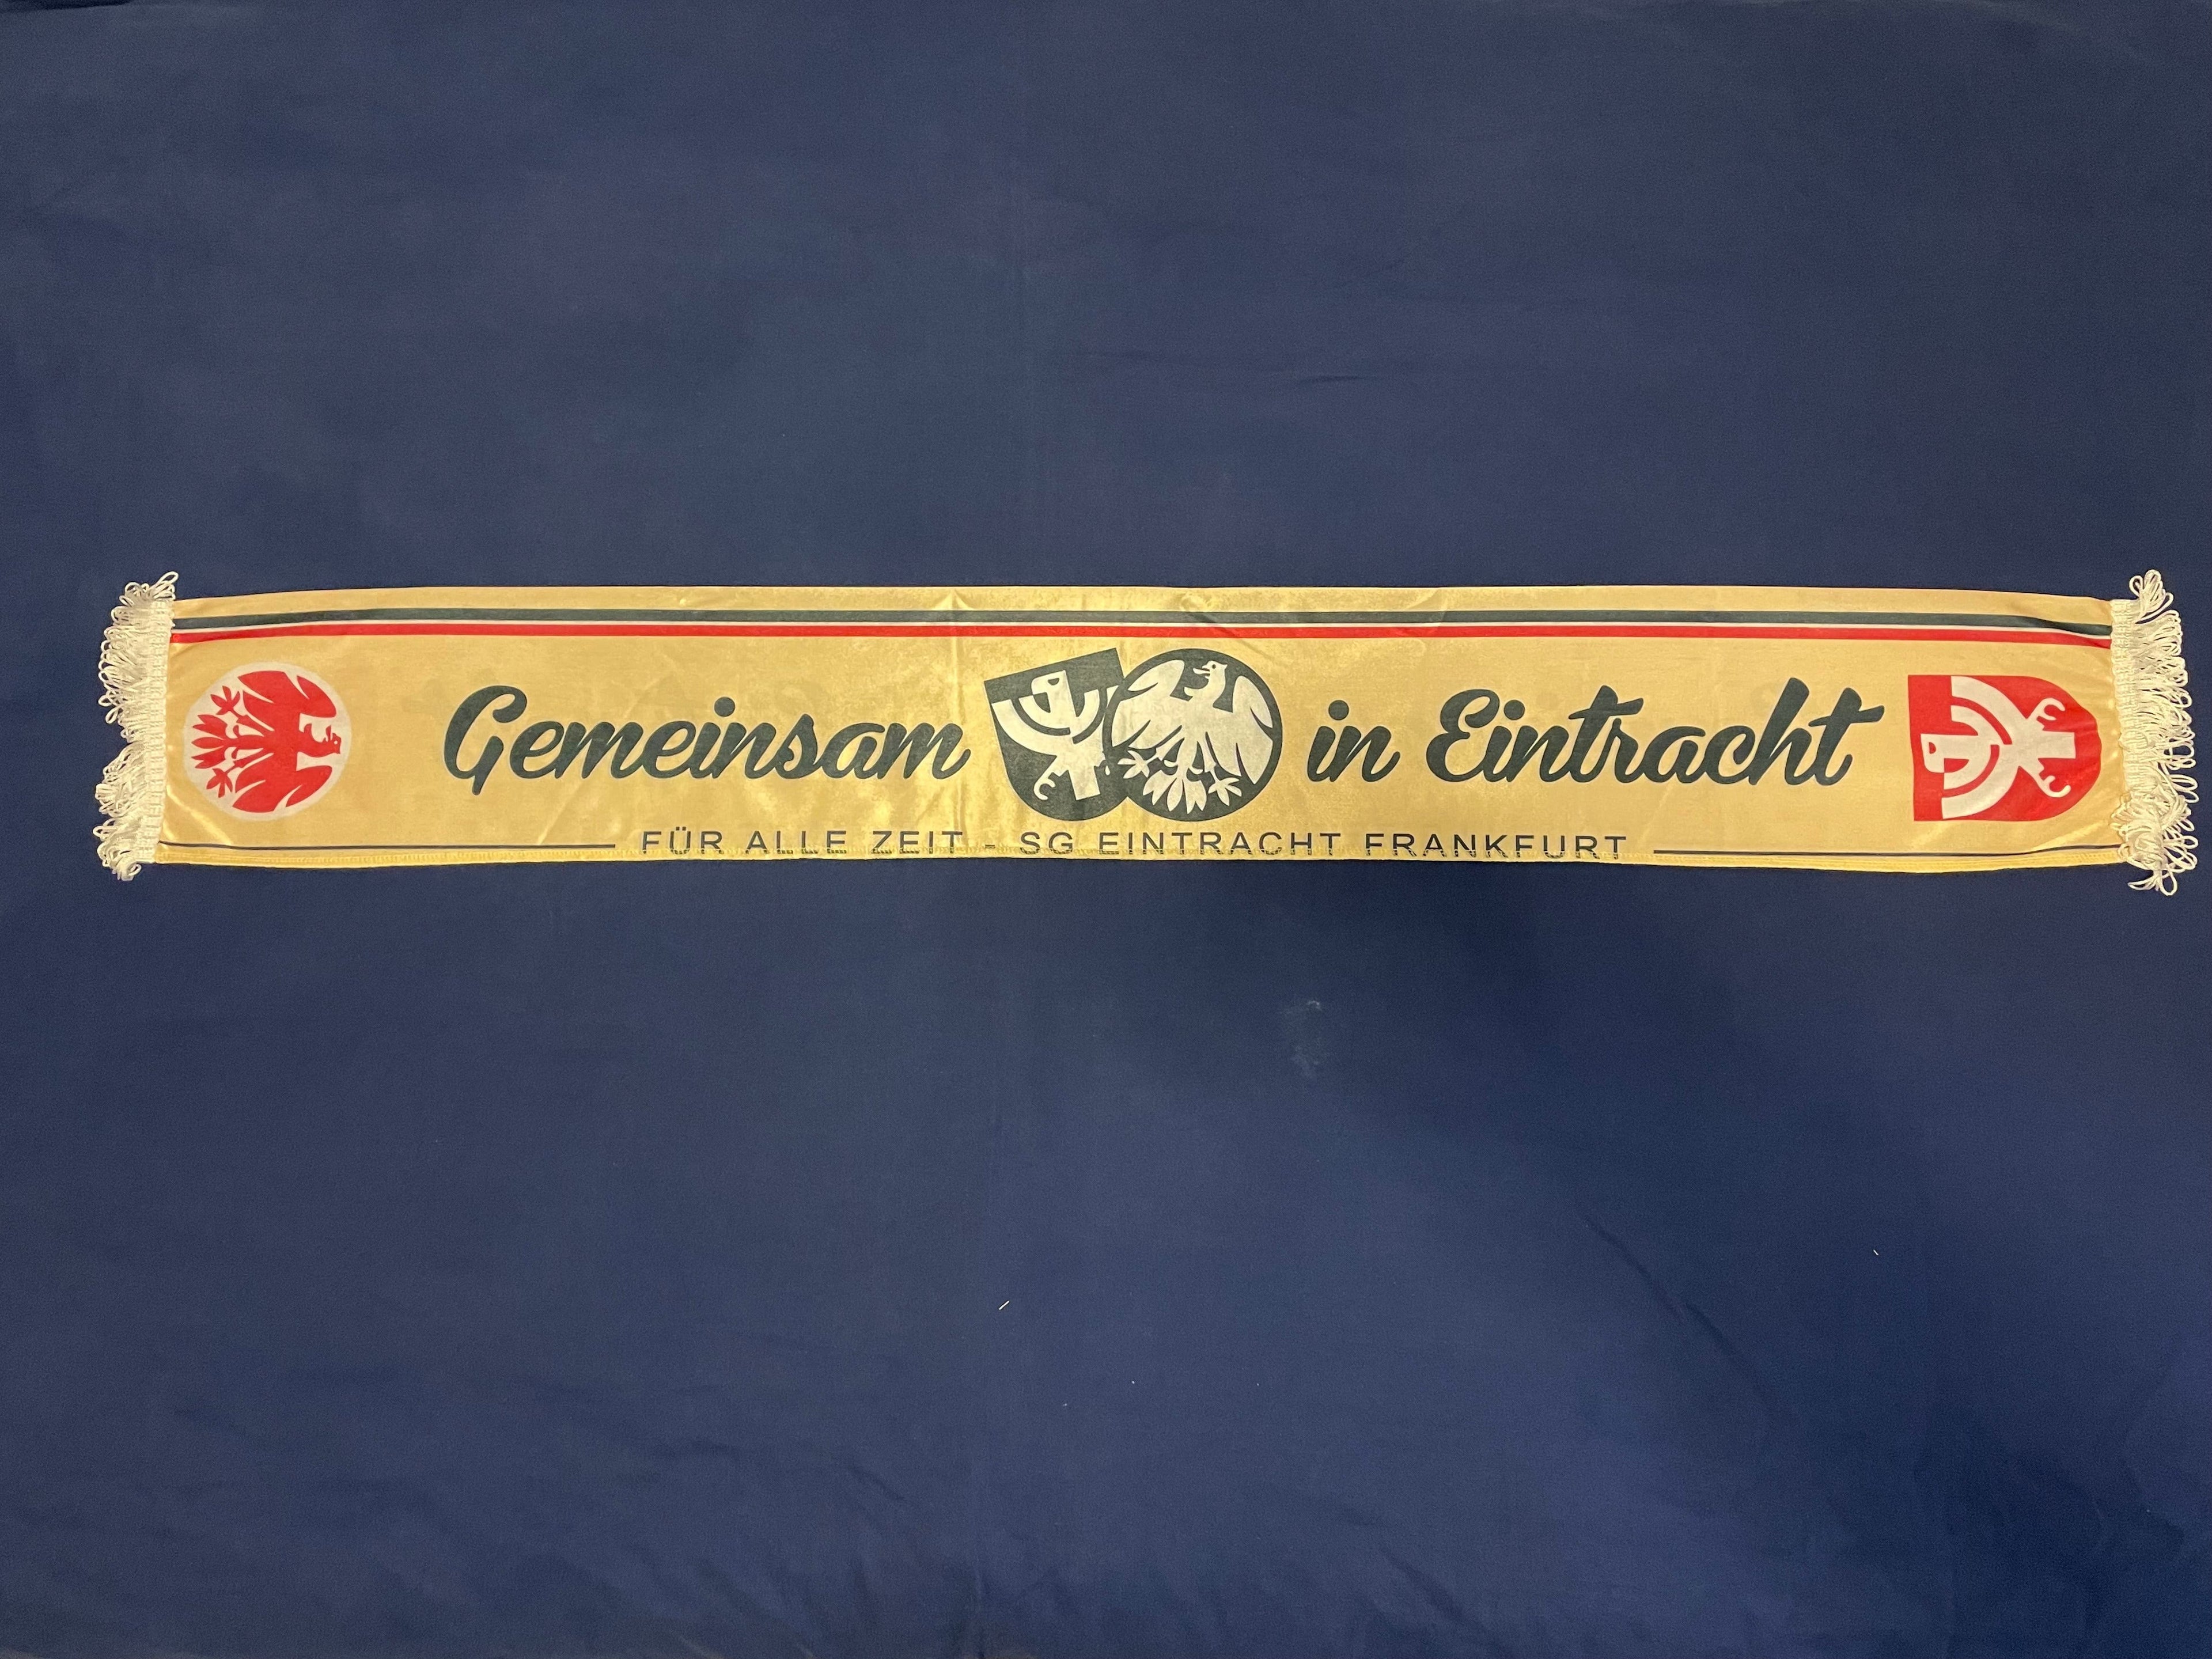 Gemeinsam in Eintracht
FÜR ALLE ZEIT - SG EINTRACHT FRANKFURT